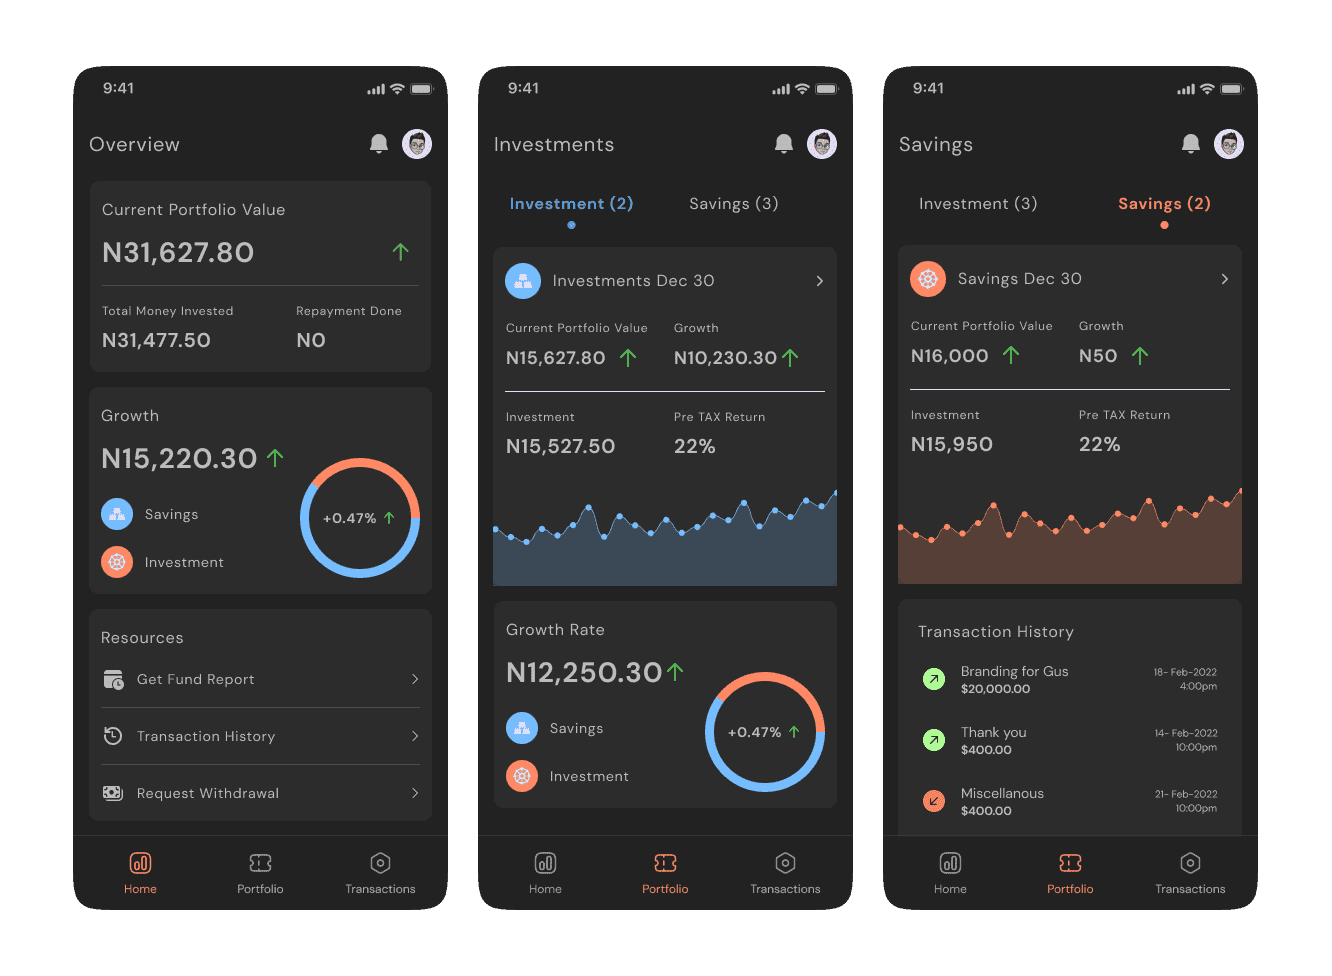 9:41
Overview
Current Portfolio Value
N31,627.80
Total Money Invested
Repayment Done
N31,477.50
N0
Growth
N15,220.30
Savings
+0.47%
Investment
Resources
Get Fund Report
Transaction History
Request Withdrawal
Home
Portfolio
Transactions
9:41
Investments
Investment (2)
Savings (3)
Investments Dec 30
Current Portfolio Value
Growth
N15,627.80
N10,230.30
Investment
Pre TAX Return
N15,527.50
22%
Growth Rate
N12,250.30
Savings
+0.47%
Investment
Home
Portfolio
Transactions
9:41
Savings
Investment (3)
Savings (2)
Savings Dec 30
Current Portfolio Value
Growth
N16,000
N50
Investment
Pre TAX Return
N15,950
22%
Transaction History
Branding for Gus
18- Feb-2022
$20,000.00
4:00pm
Thank you
14- Feb-2022
$400.00
10:00pm
Miscellanous
21- Feb-2022
$400.00
10:00pm
Home
Portfolio
Transactions